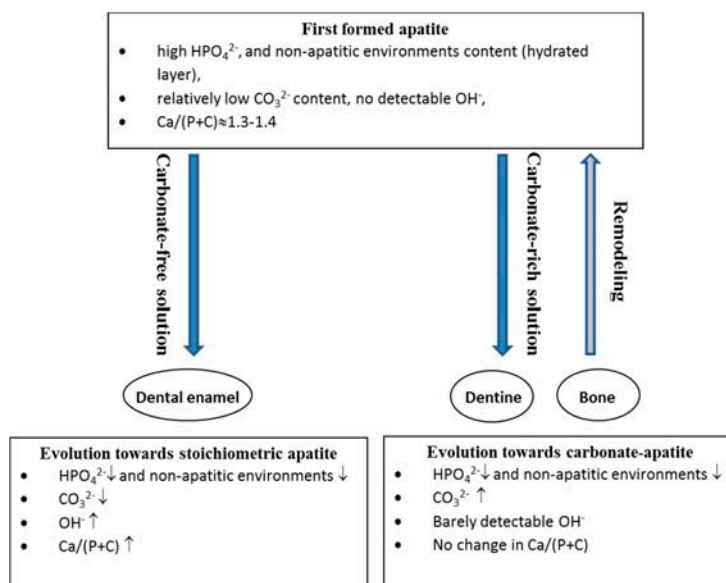 First formed apatite
• high HPO₄²⁻, and non-apatitic environments content (hydrated
layer),
• relatively low CO₃²⁻ content, no detectable OH⁻,
• Ca/(P+C)≈1.3-1.4
Carbonate-free solution
Carbonate-rich solution
Remodeling
Dental enamel
Dentine
Bone
Evolution towards stoichiometric apatite
• HPO₄²⁻↓ and non-apatitic environments ↓
• CO₃²⁻ ↓
• OH⁻ ↑
• Ca/(P+C) ↑
Evolution towards carbonate-apatite
• HPO₄²⁻↓ and non-apatitic environments ↓
• CO₃²⁻ ↑
• Barely detectable OH⁻
• No change in Ca/(P+C)